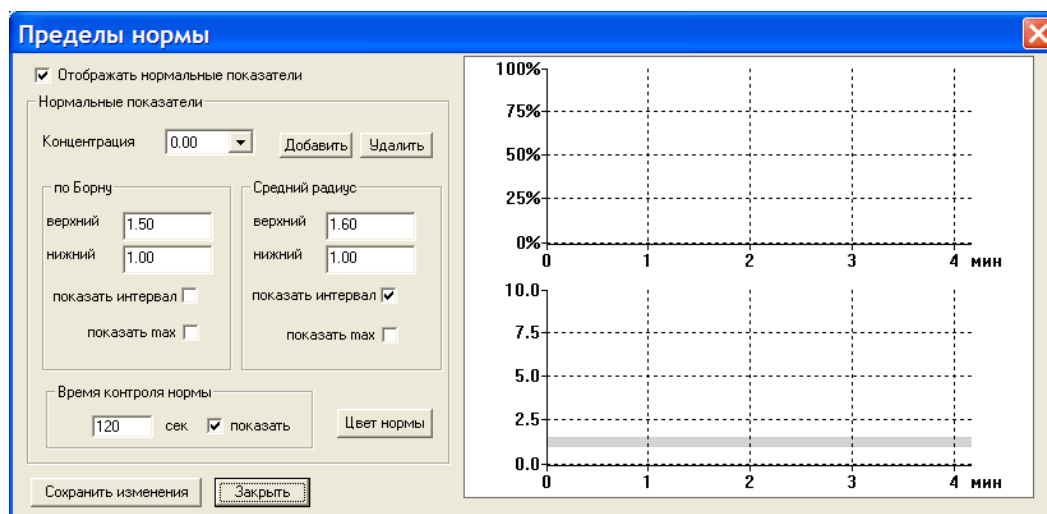 Пределы нормы
Отображать нормальные показатели
Нормальные показатели
Концентрация 0.00 Добавить Удалить
по Борну
верхний 1.50
нижний 1.00
показать интервал
показать max
Средний радиус
верхний 1.60
нижний 1.00
показать интервал
показать max
Время контроля нормы
120 сек показать
Цвет нормы
Сохранить изменения Закрыть
100%
75%
50%
25%
0%
0 1 2 3 4 мин
10.0
7.5
5.0
2.5
0.0
0 1 2 3 4 мин